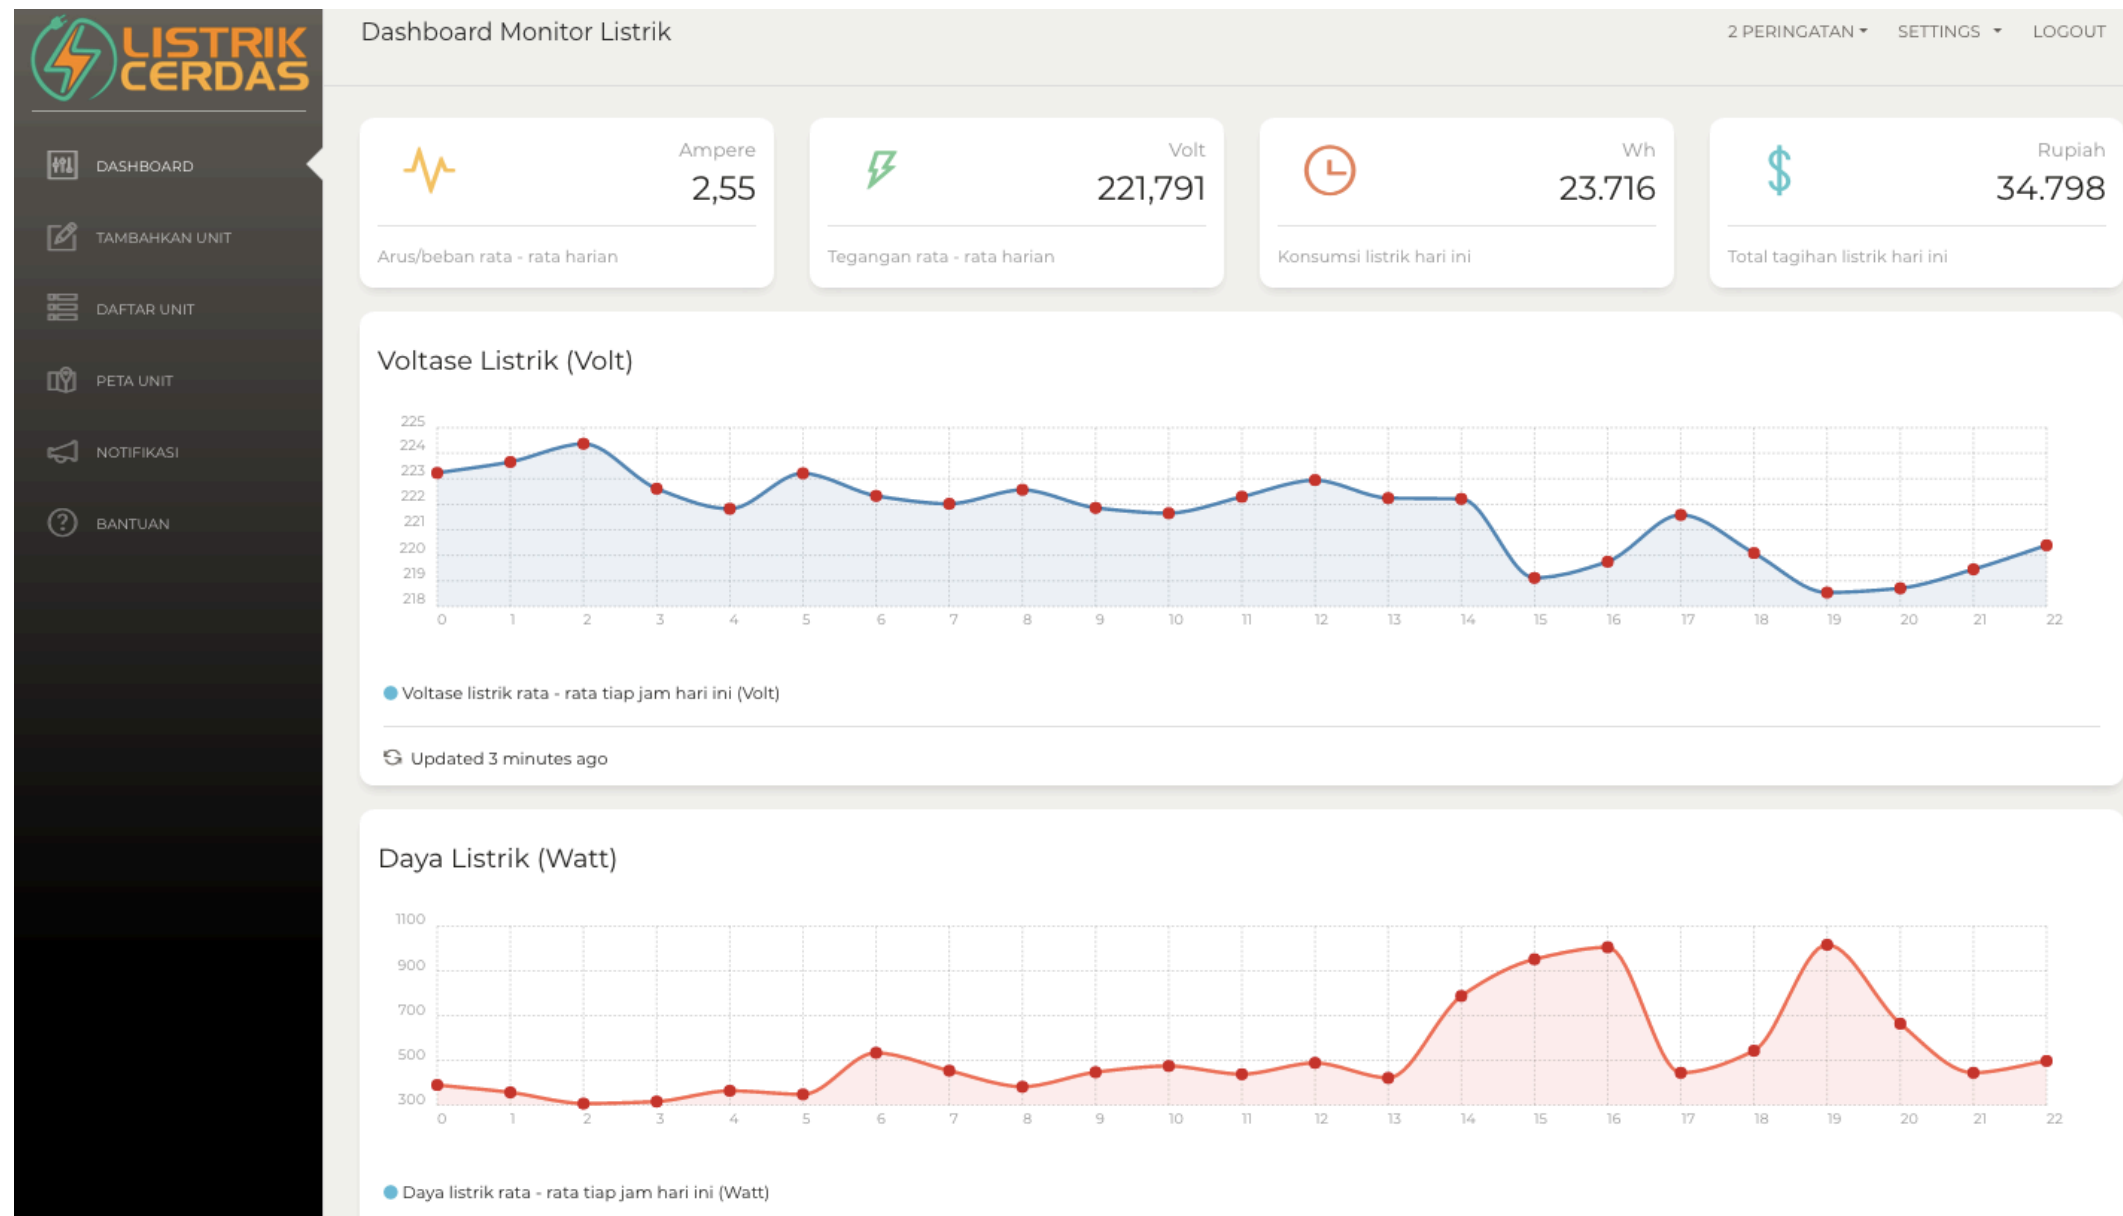 LISTRIK
CERDAS
DASHBOARD
TAMBAHKAN UNIT
DAFTAR UNIT
PETA UNIT
NOTIFIKASI
BANTUAN
Dashboard Monitor Listrik
2 PERINGATAN
SETTINGS
LOGOUT
Ampere
2,55
Arus/beban rata - rata harian
Volt
221,791
Tegangan rata - rata harian
Wh
23.716
Konsumsi listrik hari ini
Rupiah
34.798
Total tagihan listrik hari ini
Voltase Listrik (Volt)
225
224
223
222
221
220
219
218
0 1 2 3 4 5 6 7 8 9 10 11 12 13 14 15 16 17 18 19 20 21 22
Voltase listrik rata - rata tiap jam hari ini (Volt)
Updated 3 minutes ago
Daya Listrik (Watt)
1100
900
700
500
300
0 1 2 3 4 5 6 7 8 9 10 11 12 13 14 15 16 17 18 19 20 21 22
Daya listrik rata - rata tiap jam hari ini (Watt)